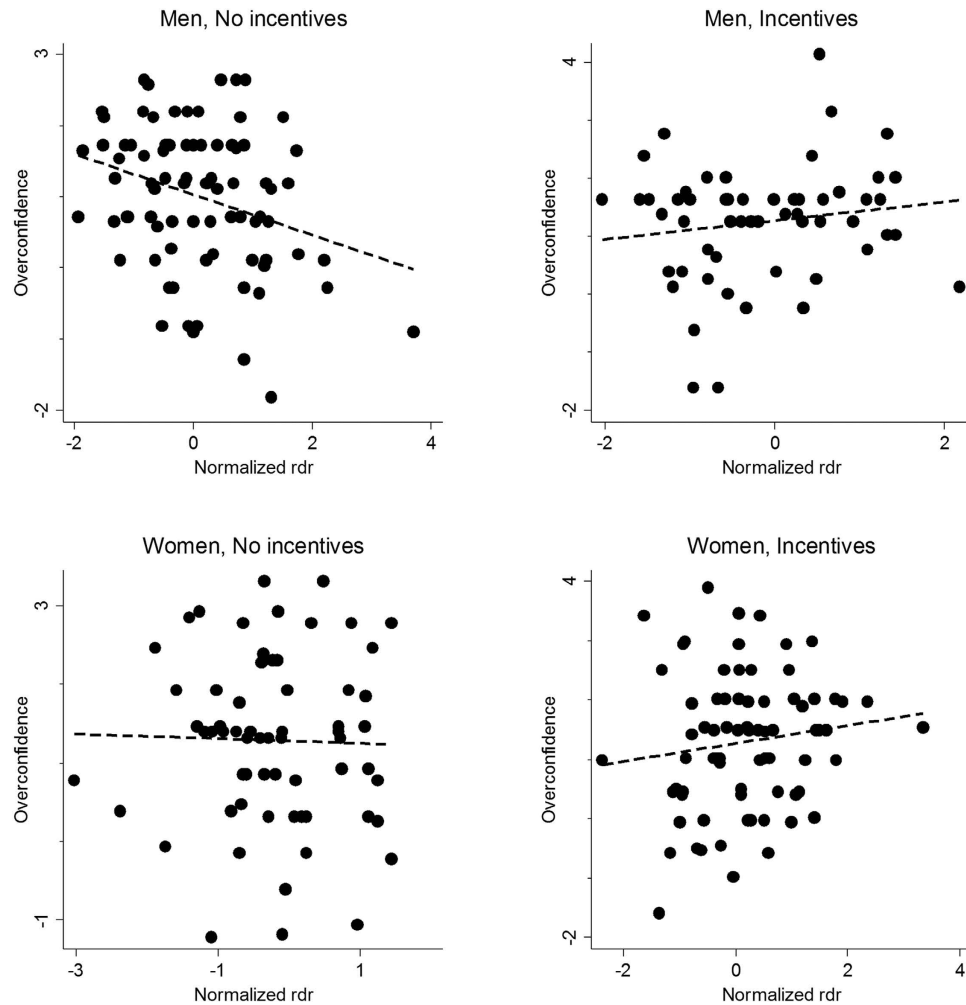 Men, No incentives
3
Overconfidence
-2
-2 0 2 4
Normalized rdr
Men, Incentives
4
Overconfidence
-2
-2 0 2
Normalized rdr
Women, No incentives
3
Overconfidence
-1
-3 -1 1
Normalized rdr
Women, Incentives
4
Overconfidence
-2
-2 0 2 4
Normalized rdr